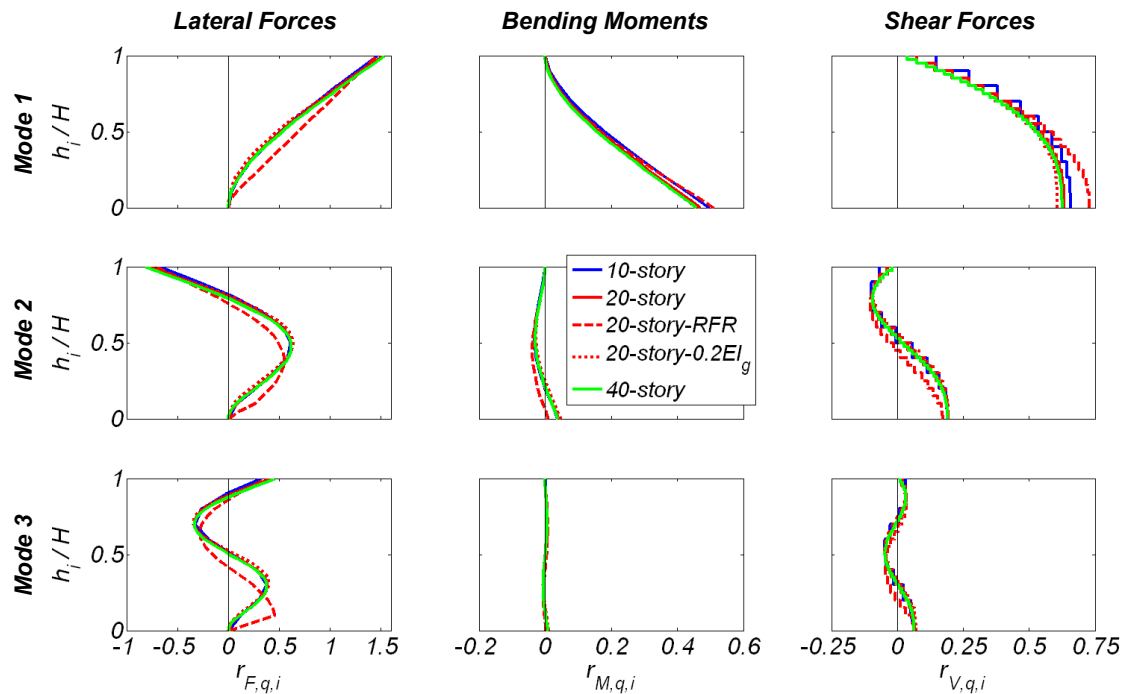 Lateral Forces
Bending Moments
Shear Forces
Mode 1
h_i / H
1
0.5
0
Mode 2
h_i / H
1
0.5
0
10-story
20-story
20-story-RFR
20-story-0.2EI_g
40-story
Mode 3
h_i / H
1
0.5
0
-1 -0.5 0 0.5 1 1.5
-0.2 0 0.2 0.4 0.6
-0.25 0 0.25 0.5 0.75
r_F,q,i
r_M,q,i
r_V,q,i